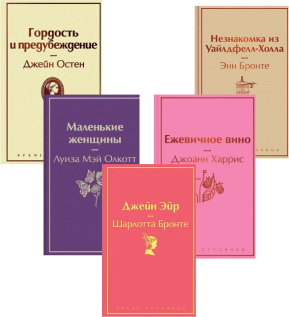 Гордость
и предубеждение
Джейн Остен
Незнакомка из
Уайлдфелл-Холла
Энн Бронте
Маленькие
женщины
Луиза Мэй Олкотт
Ежевичное вино
Джоанн Харрис
Джейн Эйр
Шарлотта Бронте